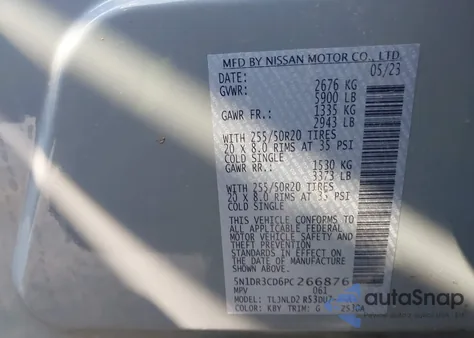 MFD BY NISSAN MOTOR CO., LTD.
DATE: 05/23
GVWR: 2676 KG
5900 LB
GAWR FR.: 1335 KG
2943 LB
WITH 255/50R20 TIRES
20 x 8.0 RIMS AT 35 PSI
COLD SINGLE
GAWR RR.: 1530 KG
3373 LB
WITH 255/50R20 TIRES
20 x 8.0 RIMS AT 35 PSI
COLD SINGLE
THIS VEHICLE CONFORMS TO
ALL APPLICABLE FEDERAL
MOTOR VEHICLE SAFETY AND
THEFT PREVENTION
STANDARDS IN EFFECT ON
THE DATE OF MANUFACTURE
SHOWN ABOVE.
5N1DR3CD6PC266876
MPV 061
MODEL: TLJNLD2 R53DU7
COLOR: KBY TRIM: G
autoSnap